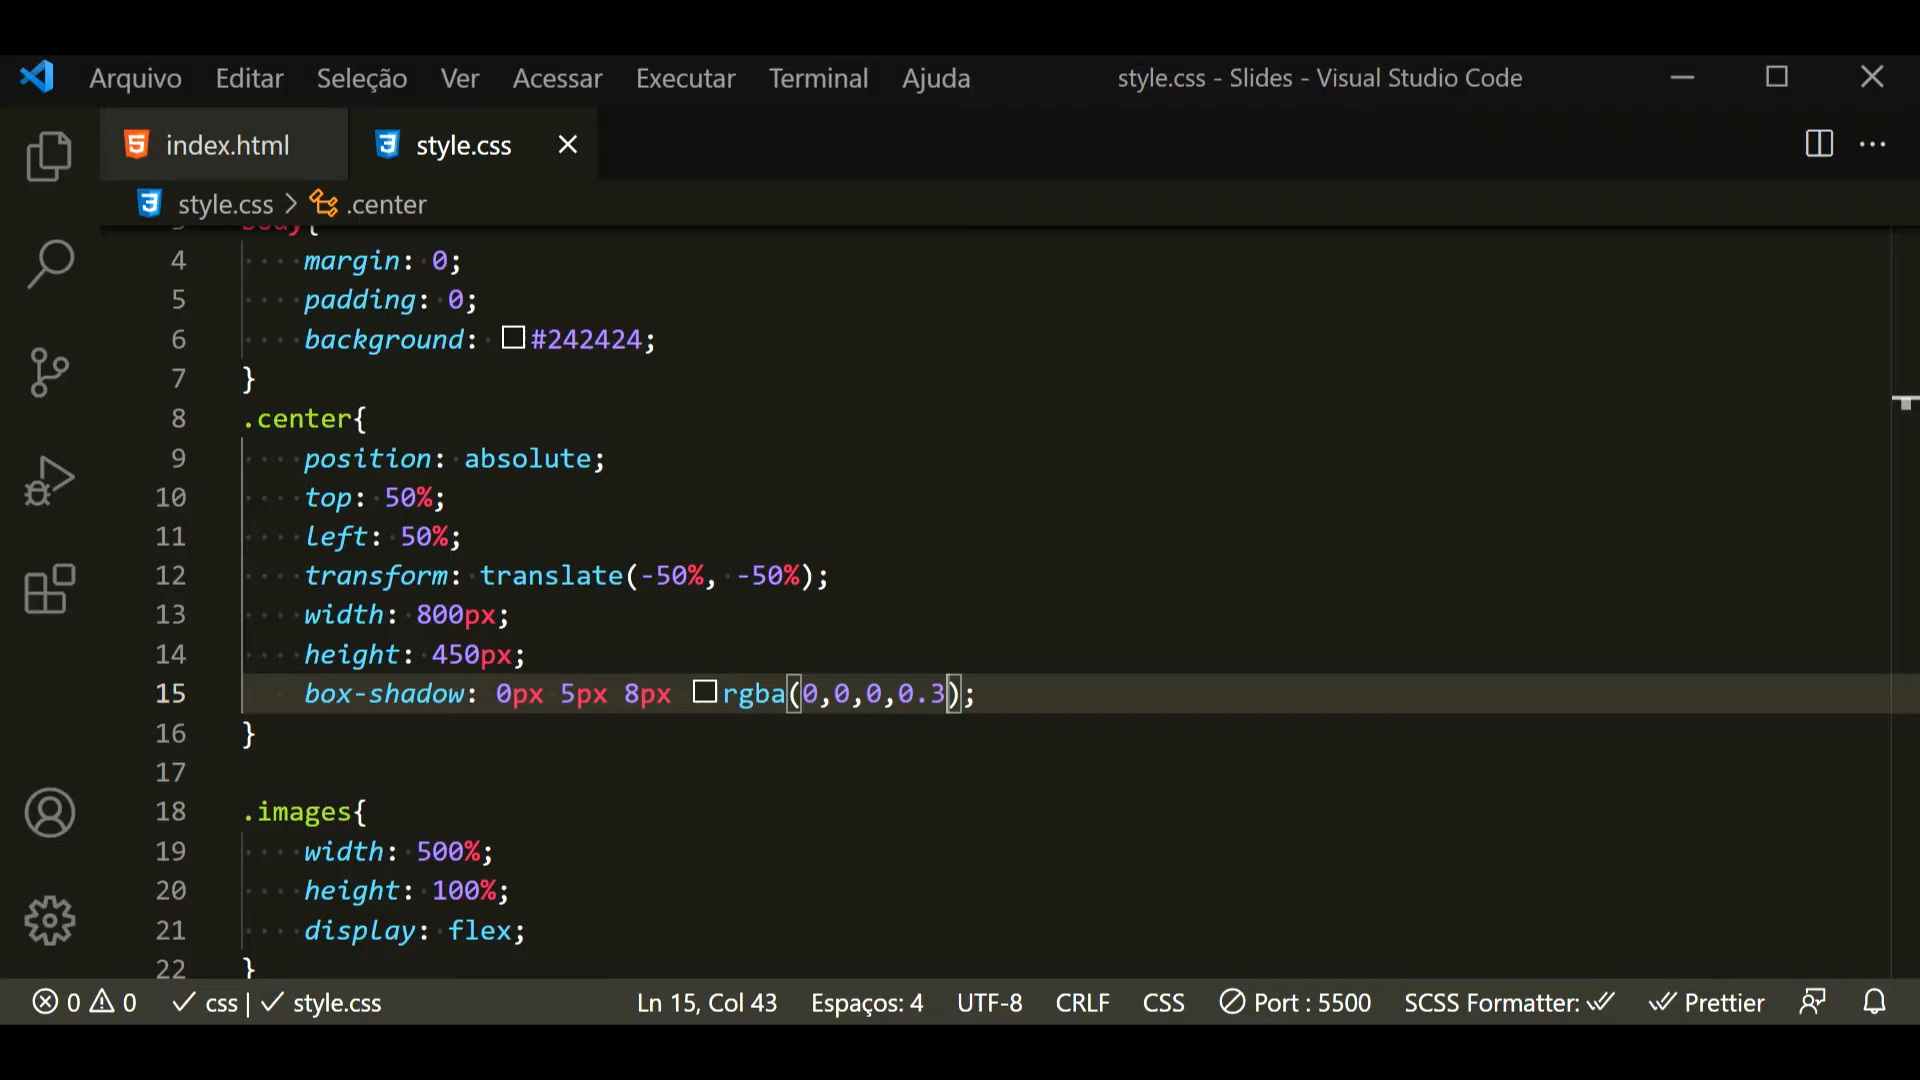 Arquivo Editar Seleção Ver Acessar Executar Terminal Ajuda style.css - Slides - Visual Studio Code
index.html style.css
style.css > .center
3 body{
4 margin: 0;
5 padding: 0;
6 background: #242424;
7 }
8 .center{
9 position: absolute;
10 top: 50%;
11 left: 50%;
12 transform: translate(-50%, -50%);
13 width: 800px;
14 height: 450px;
15 box-shadow: 0px 5px 8px rgba(0,0,0,0.3);
16 }
17
18 .images{
19 width: 500%;
20 height: 100%;
21 display: flex;
22 }
0 0 css | style.css Ln 15, Col 43 Espaços: 4 UTF-8 CRLF CSS Port : 5500 SCSS Formatter: Prettier